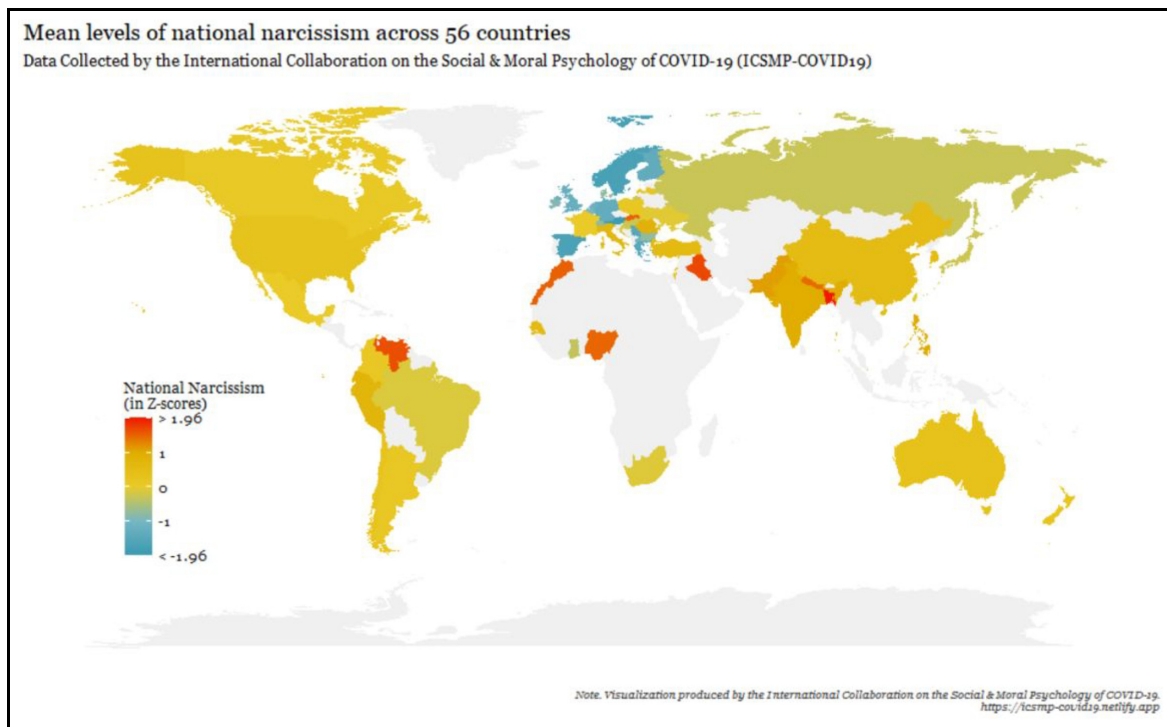 Mean levels of national narcissism across 56 countries
Data Collected by the International Collaboration on the Social & Moral Psychology of COVID-19 (ICSMP-COVID19)
National Narcissism
(in Z-scores)
> 1.96
1
0
-1
< -1.96
Note. Visualization produced by the International Collaboration on the Social & Moral Psychology of COVID-19.
https://icsmp-covid19.netlify.app